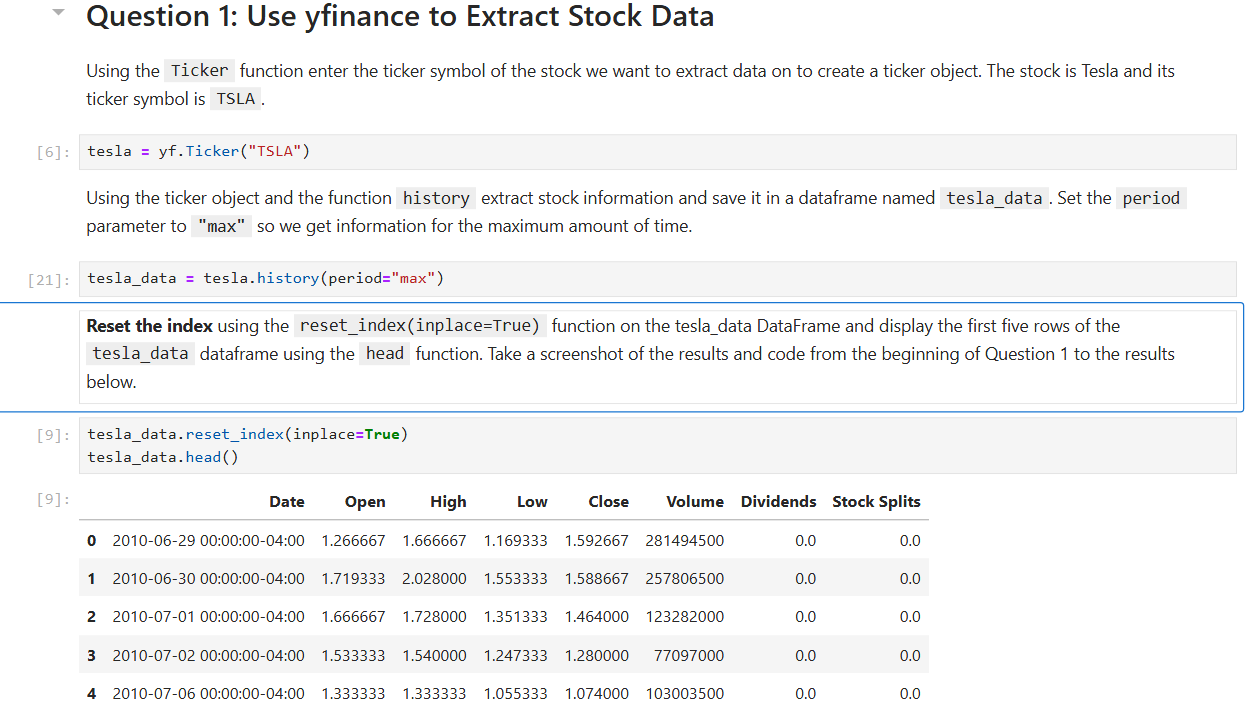 Question 1: Use yfinance to Extract Stock Data
Using the Ticker function enter the ticker symbol of the stock we want to extract data on to create a ticker object. The stock is Tesla and its
ticker symbol is TSLA .
[6]: tesla = yf.Ticker("TSLA")
Using the ticker object and the function history extract stock information and save it in a dataframe named tesla_data . Set the period
parameter to "max" so we get information for the maximum amount of time.
[21]: tesla_data = tesla.history(period="max")
Reset the index using the reset_index(inplace=True) function on the tesla_data DataFrame and display the first five rows of the
tesla_data dataframe using the head function. Take a screenshot of the results and code from the beginning of Question 1 to the results
below.
[9]: tesla_data.reset_index(inplace=True)
tesla_data.head()
[9]: Date Open High Low Close Volume Dividends Stock Splits
0 2010-06-29 00:00:00-04:00 1.266667 1.666667 1.169333 1.592667 281494500 0.0 0.0
1 2010-06-30 00:00:00-04:00 1.719333 2.028000 1.553333 1.588667 257806500 0.0 0.0
2 2010-07-01 00:00:00-04:00 1.666667 1.728000 1.351333 1.464000 123282000 0.0 0.0
3 2010-07-02 00:00:00-04:00 1.533333 1.540000 1.247333 1.280000 77097000 0.0 0.0
4 2010-07-06 00:00:00-04:00 1.333333 1.333333 1.055333 1.074000 103003500 0.0 0.0